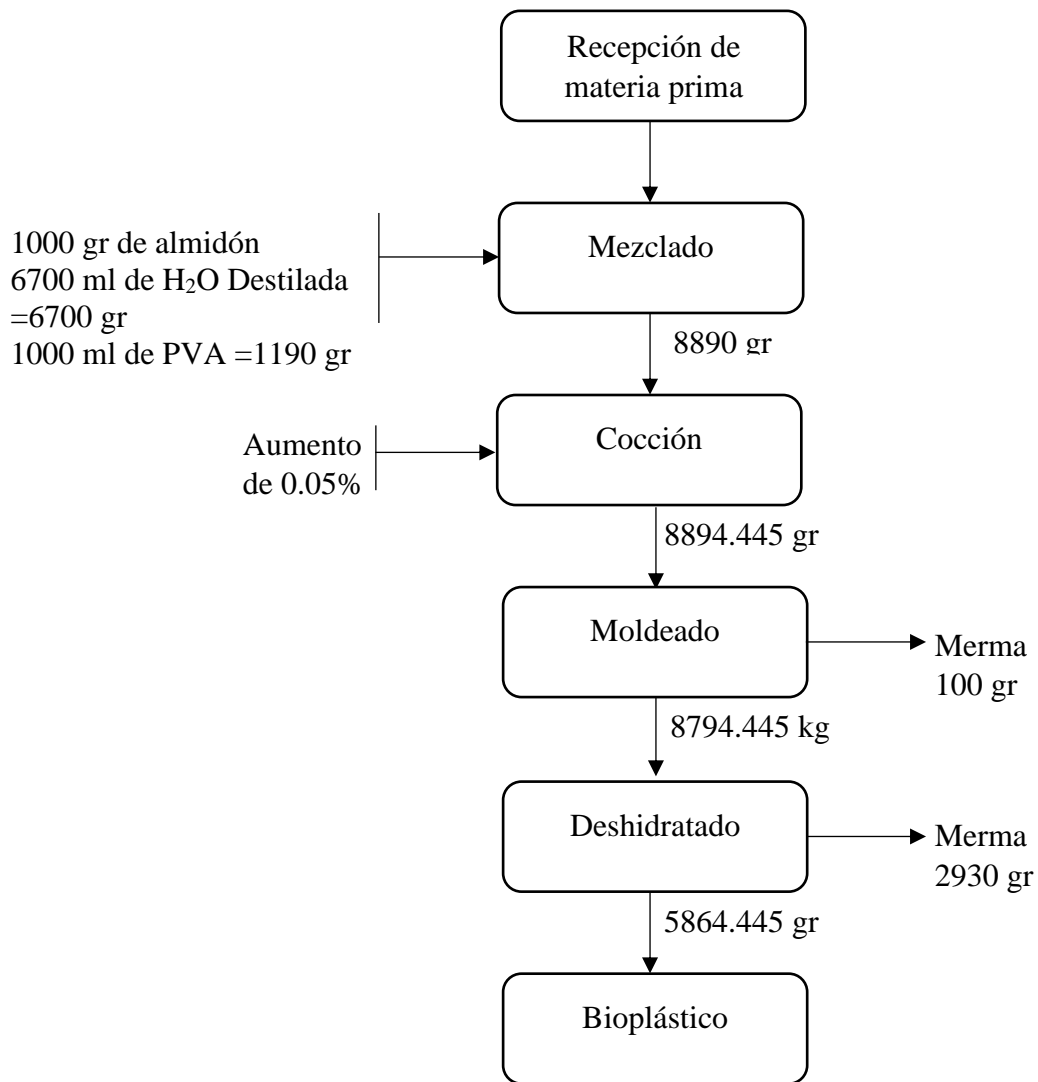 Recepción de
materia prima
1000 gr de almidón
6700 ml de H₂O Destilada
=6700 gr
1000 ml de PVA =1190 gr
Mezclado
8890 gr
Aumento
de 0.05%
Cocción
8894.445 gr
Moldeado
Merma
100 gr
8794.445 kg
Deshidratado
Merma
2930 gr
5864.445 gr
Bioplástico